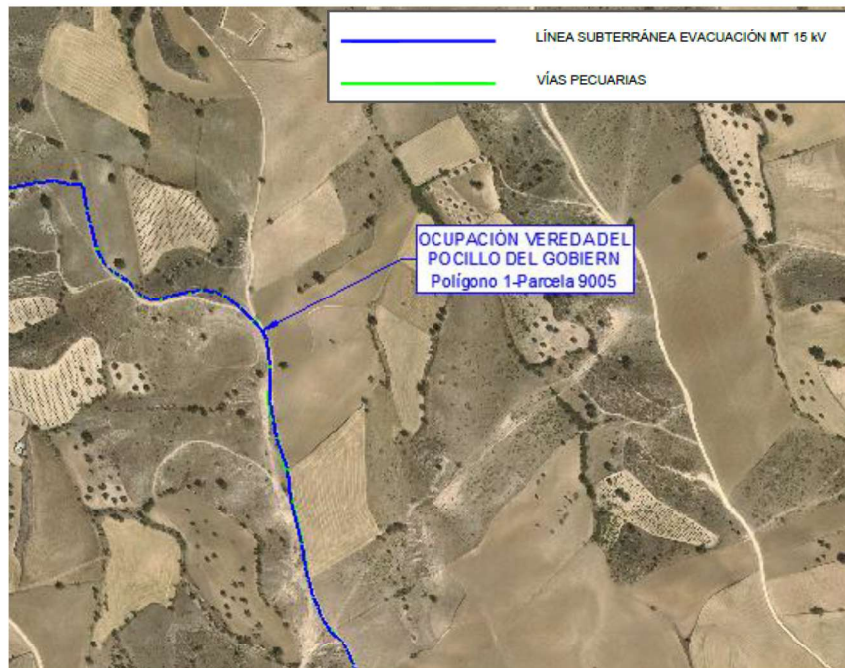 LÍNEA SUBTERRÁNEA EVACUACIÓN MT 15 kV
VÍAS PECUARIAS
OCUPACIÓN VEREDA DEL
POCILLO DEL GOBIERN
Polígono 1-Parcela 9005